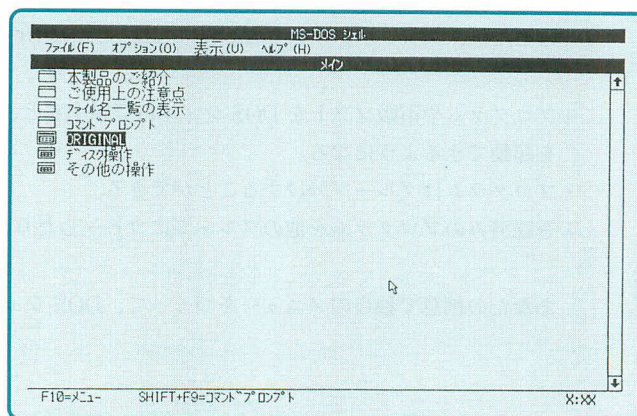 MS-DOS シェル
ファイル(F) オプション(O) 表示(U) ヘルプ(H)
メイン
本製品のご紹介
ご使用上の注意点
ファイル名一覧の表示
コマンドプロンプト
ORIGINAL
ディスク操作
その他の操作
F10=メニュー SHIFT+F9=コマンドプロンプト X:XX